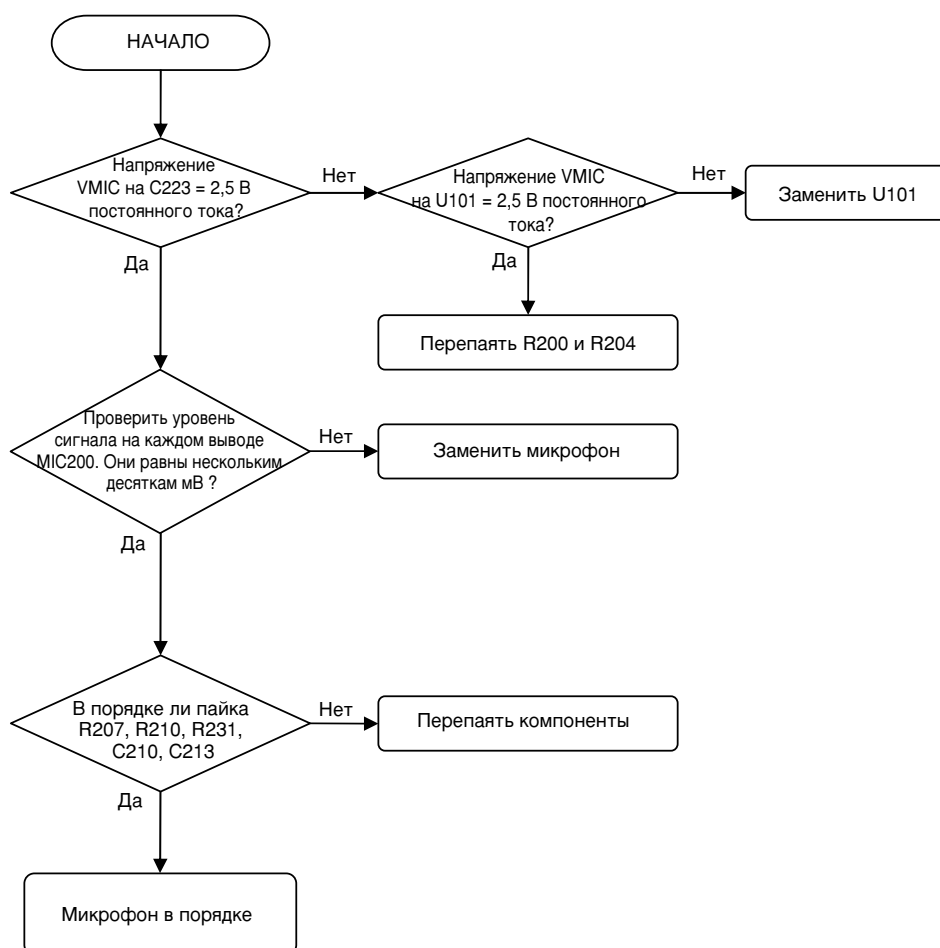 НАЧАЛО
Напряжение
VMIC на C223 = 2,5 В
постоянного тока?
Нет
Напряжение VMIC
на U101 = 2,5 В постоянного
тока?
Нет
Заменить U101
Да
Да
Перепаять R200 и R204
Проверить уровень
сигнала на каждом выводе
MIC200. Они равны нескольким
десяткам мВ ?
Нет
Заменить микрофон
Да
В порядке ли пайка
R207, R210, R231,
C210, C213
Нет
Перепаять компоненты
Да
Микрофон в порядке